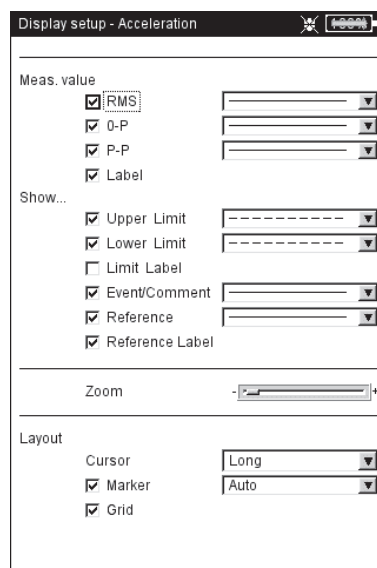 Display setup - Acceleration
Meas. value
RMS
0-P
P-P
Label
Show...
Upper Limit
Lower Limit
Limit Label
Event/Comment
Reference
Reference Label
Zoom - +
Layout
Cursor Long
Marker Auto
Grid